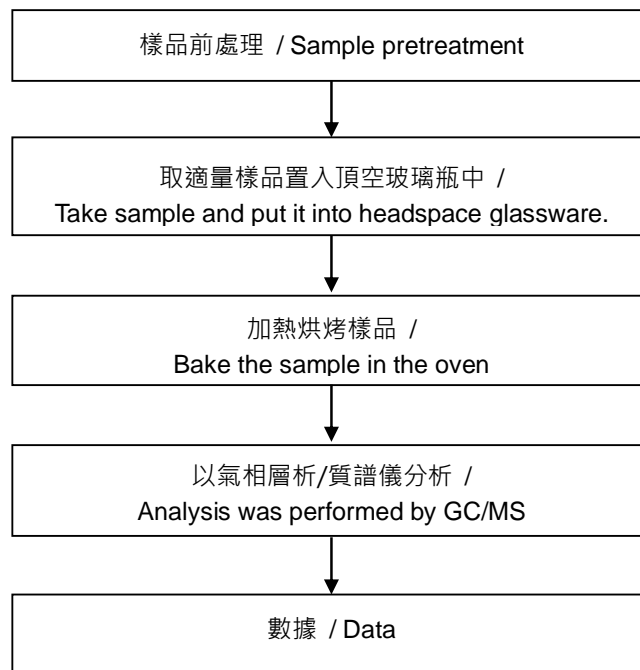 樣品前處理 / Sample pretreatment
取適量樣品置入頂空玻璃瓶中 /
Take sample and put it into headspace glassware.
加熱烘烤樣品 /
Bake the sample in the oven
以氣相層析/质譜儀分析 /
Analysis was performed by GC/MS
數據 / Data